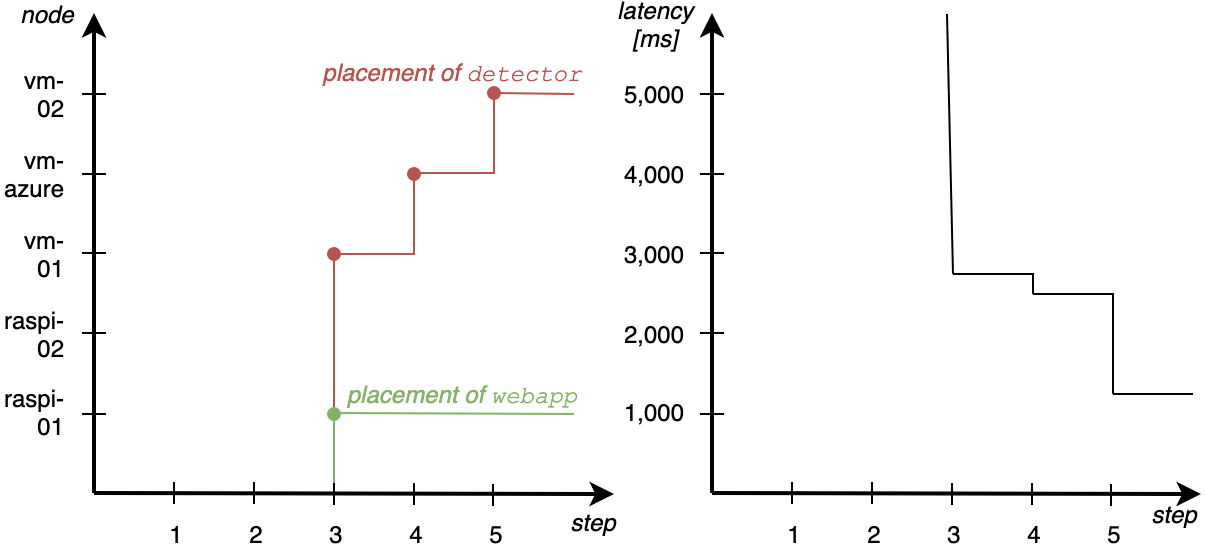 node
vm-
02
vm-
azure
vm-
01
raspi-
02
raspi-
01
placement of detector
placement of webapp
1 2 3 4 5
step
latency
[ms]
5,000
4,000
3,000
2,000
1,000
1 2 3 4 5
step